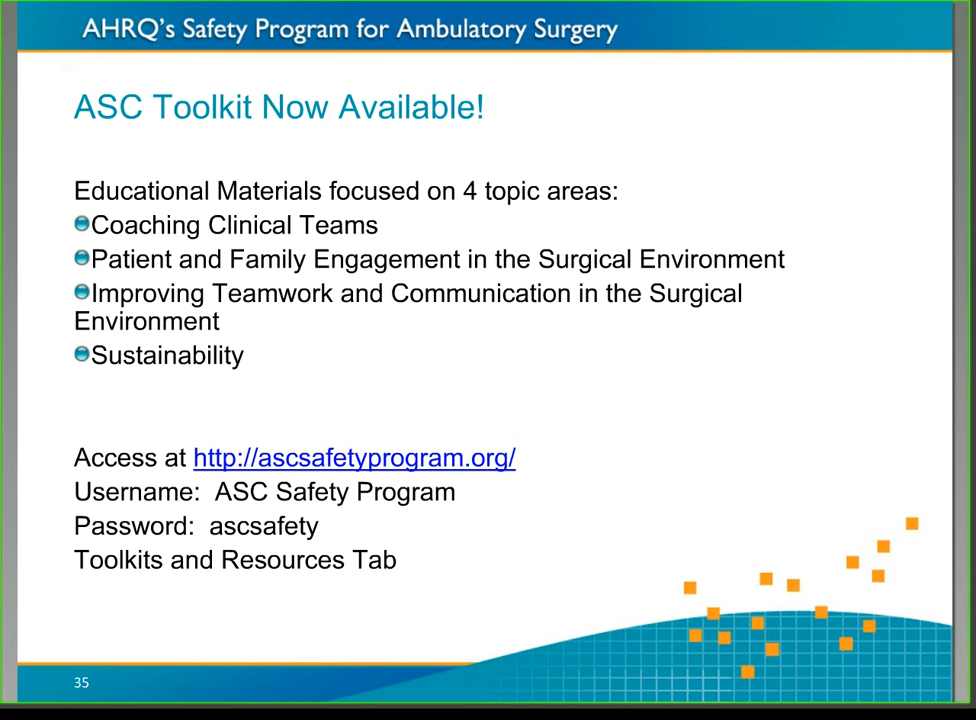 AHRQ's Safety Program for Ambulatory Surgery
ASC Toolkit Now Available!
Educational Materials focused on 4 topic areas:
Coaching Clinical Teams
Patient and Family Engagement in the Surgical Environment
Improving Teamwork and Communication in the Surgical
Environment
Sustainability
Access at http://ascsafetyprogram.org/
Username:  ASC Safety Program
Password:  ascsafety
Toolkits and Resources Tab
35